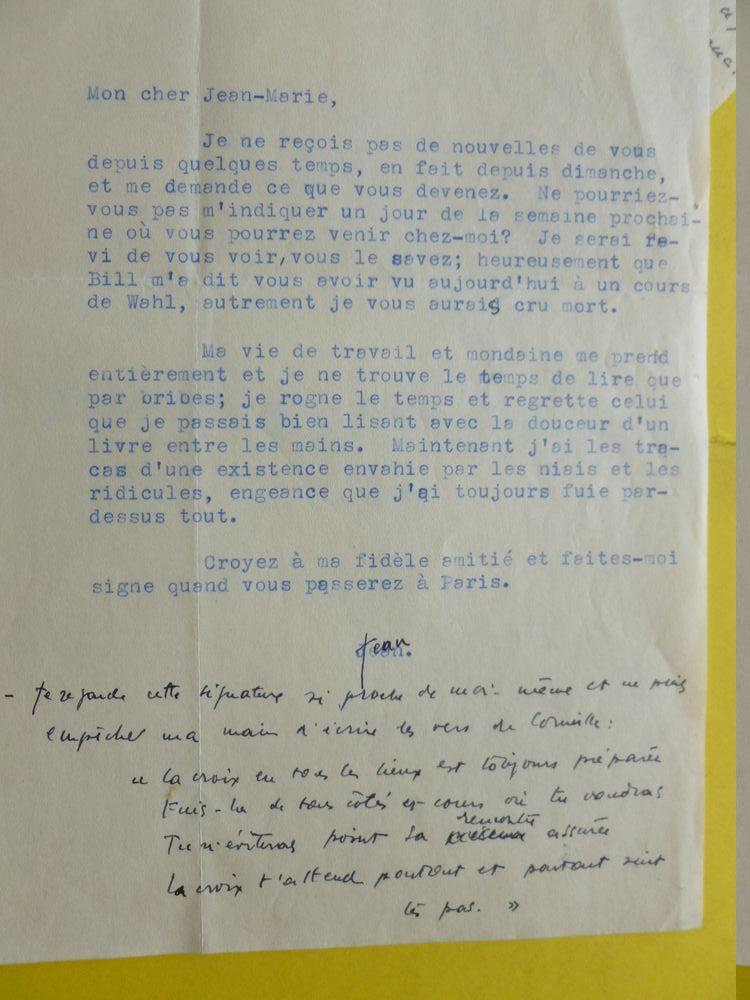 Mon cher Jean-Marie,
Je ne reçois pas de nouvelles de vous
depuis quelques temps, en fait depuis dimanche,
et me demande ce que vous devenez. Ne pourriez-
vous pas m'indiquer un jour de la semaine prochai-
ne où vous pourrez venir chez-moi? Je serai re-
vi de vous voir, vous le savez; heureusement que
Bill m'a dit vous avoir vu aujourd'hui à un cours
de Wahl, autrement je vous aurais cru mort.
Ma vie de travail et mondaine me prend
entièrement et je ne trouve le temps de lire que
par bribes; je rogne le temps et regrette celui
que je passais bien lisant avec la douceur d'un
livre entre les mains. Maintenant j'ai les tra-
cas d'une existence envahie par les niais et les
ridicules, engeance que j'ai toujours fuie par-
dessus tout.
Croyez à ma fidèle amitié et faites-moi
signe quand vous passerez à Paris.
Jean.
- Je regarde cette signature si proche de moi-même et ne puis
empêcher ma main d'écrire les vers de Corneille:
« La croix en tous les lieux est toujours préparée
Fuis-la de tous côtés et cours où tu voudras
Tu n'éviteras point sa rencontre assurée
La croix t'attend partout et partout suit
tes pas. »